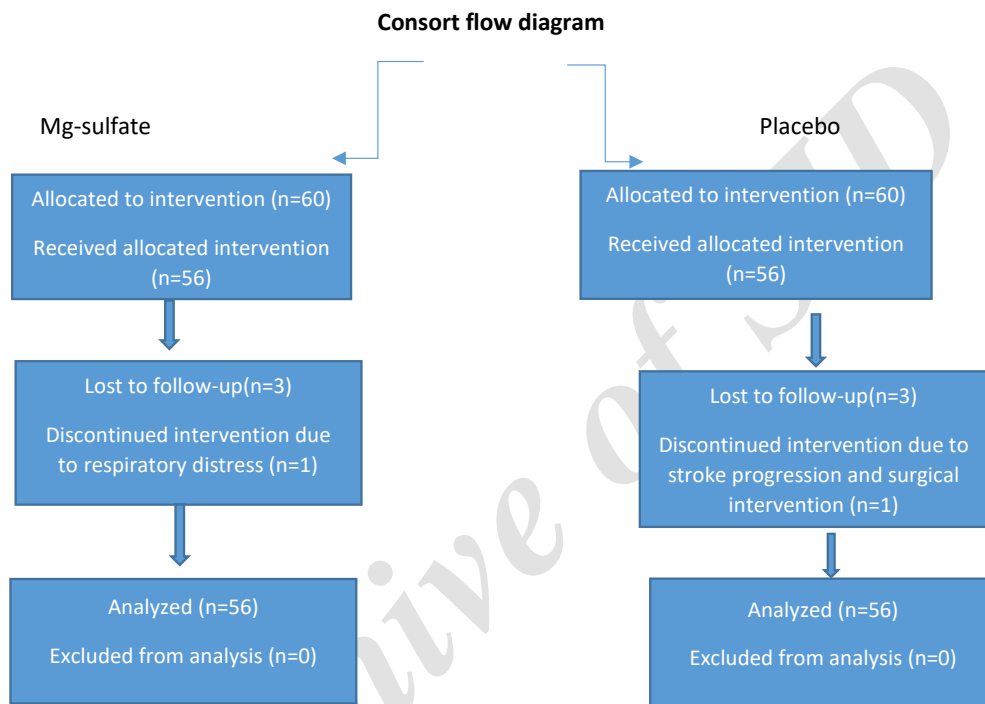 Consort flow diagram
Mg-sulfate
Placebo
Allocated to intervention (n=60)
Received allocated intervention
(n=56)
Allocated to intervention (n=60)
Received allocated intervention
(n=56)
Lost to follow-up(n=3)
Discontinued intervention due
to respiratory distress (n=1)
Lost to follow-up(n=3)
Discontinued intervention due to
stroke progression and surgical
intervention (n=1)
Analyzed (n=56)
Excluded from analysis (n=0)
Analyzed (n=56)
Excluded from analysis (n=0)